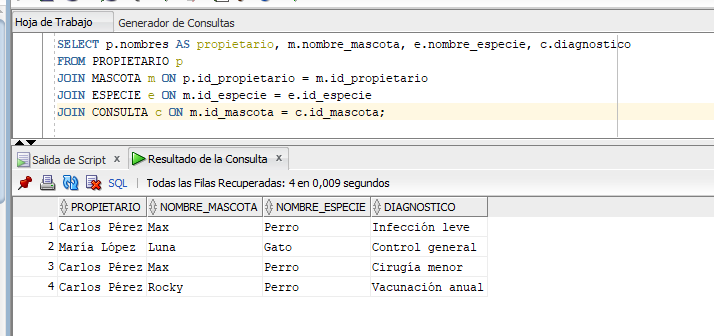 Hoja de Trabajo Generador de Consultas
SELECT p.nombres AS propietario, m.nombre_mascota, e.nombre_especie, c.diagnostico
FROM PROPIETARIO p
JOIN MASCOTA m ON p.id_propietario = m.id_propietario
JOIN ESPECIE e ON m.id_especie = e.id_especie
JOIN CONSULTA c ON m.id_mascota = c.id_mascota;
Salida de Script x Resultado de la Consulta x
SQL | Todas las Filas Recuperadas: 4 en 0,009 segundos
PROPIETARIO NOMBRE_MASCOTA NOMBRE_ESPECIE DIAGNOSTICO
1 Carlos Pérez Max Perro Infección leve
2 María López Luna Gato Control general
3 Carlos Pérez Max Perro Cirugía menor
4 Carlos Pérez Rocky Perro Vacunación anual